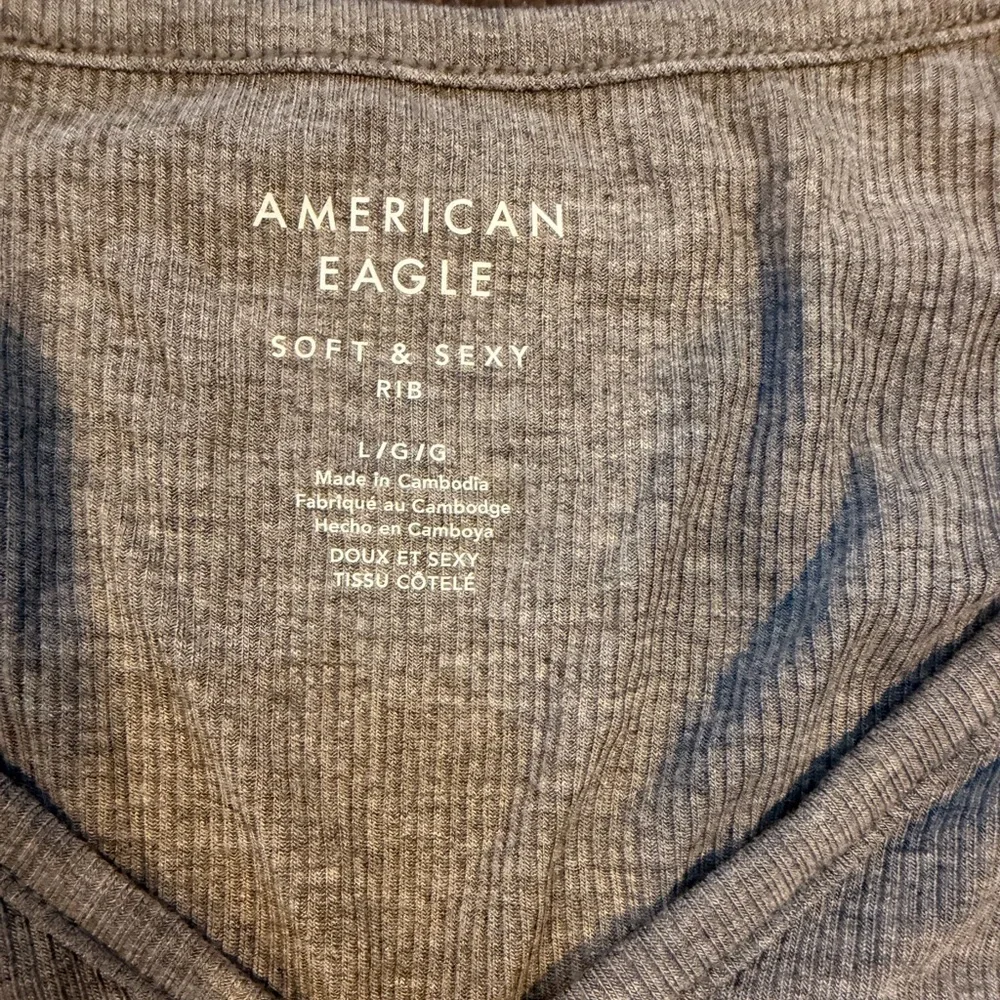 AMERICAN
EAGLE
SOFT & SEXY
RIB
L/G/G
Made in Cambodia
Fabriqué au Cambodge
Hecho en Camboya
DOUX ET SEXY
TISSU CÔTELÉ